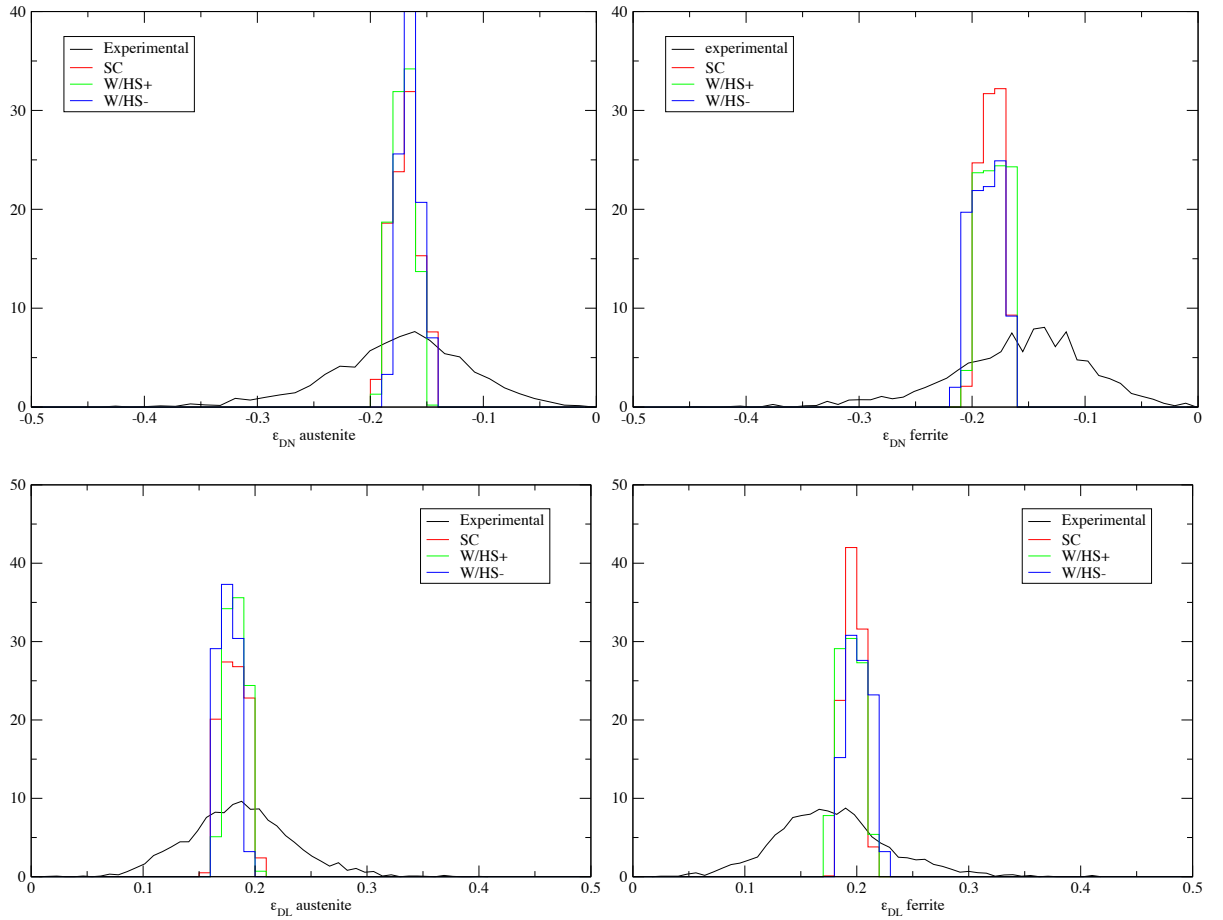 40
30
20
10
0
-0.5
-0.4
-0.3
-0.2
-0.1
0
Experimental
SC
W/HS+
W/HS-
ε_DN austenite
40
30
20
10
0
-0.5
-0.4
-0.3
-0.2
-0.1
0
experimental
SC
W/HS+
W/HS-
ε_DN ferrite
50
40
30
20
10
0
0
0.1
0.2
0.3
0.4
0.5
Experimental
SC
W/HS+
W/HS-
ε_DL austenite
50
40
30
20
10
0
0
0.1
0.2
0.3
0.4
0.5
Experimental
SC
W/HS+
W/HS-
ε_DL ferrite